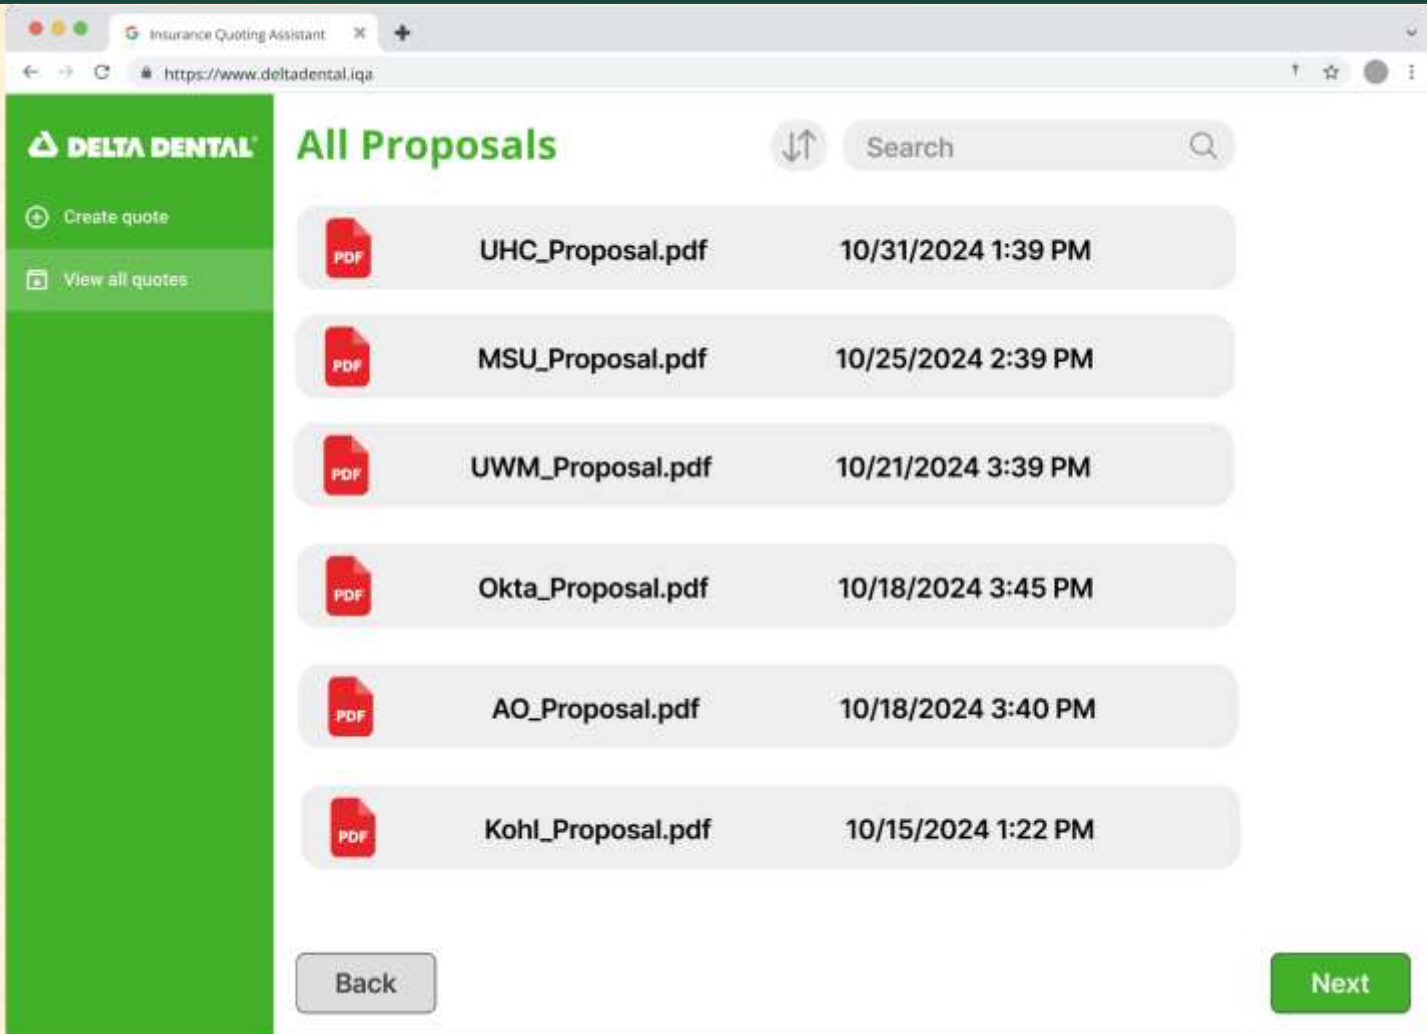 Insurance Quoting Assistant
https://www.deltadental.iqa
DELTA DENTAL
All Proposals
Search
Create quote
View all quotes
PDF UHC_Proposal.pdf 10/31/2024 1:39 PM
PDF MSU_Proposal.pdf 10/25/2024 2:39 PM
PDF UWM_Proposal.pdf 10/21/2024 3:39 PM
PDF Okta_Proposal.pdf 10/18/2024 3:45 PM
PDF AO_Proposal.pdf 10/18/2024 3:40 PM
PDF Kohl_Proposal.pdf 10/15/2024 1:22 PM
Back
Next